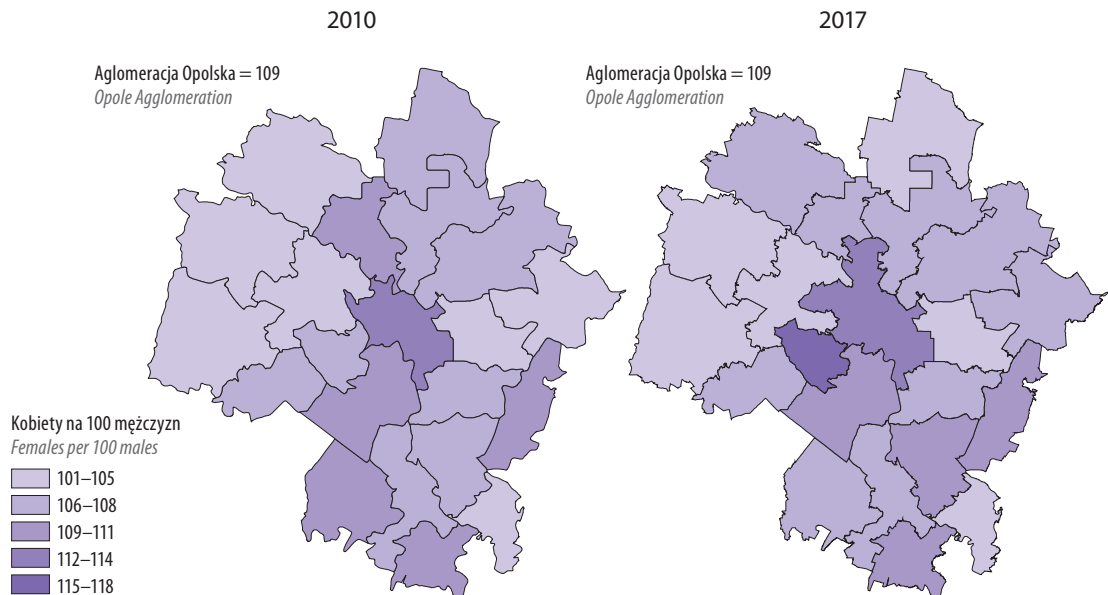 2010
2017
Aglomeracja Opolska = 109
Opole Agglomeration
Aglomeracja Opolska = 109
Opole Agglomeration
Kobiety na 100 mężczyzn
Females per 100 males
101–105
106–108
109–111
112–114
115–118